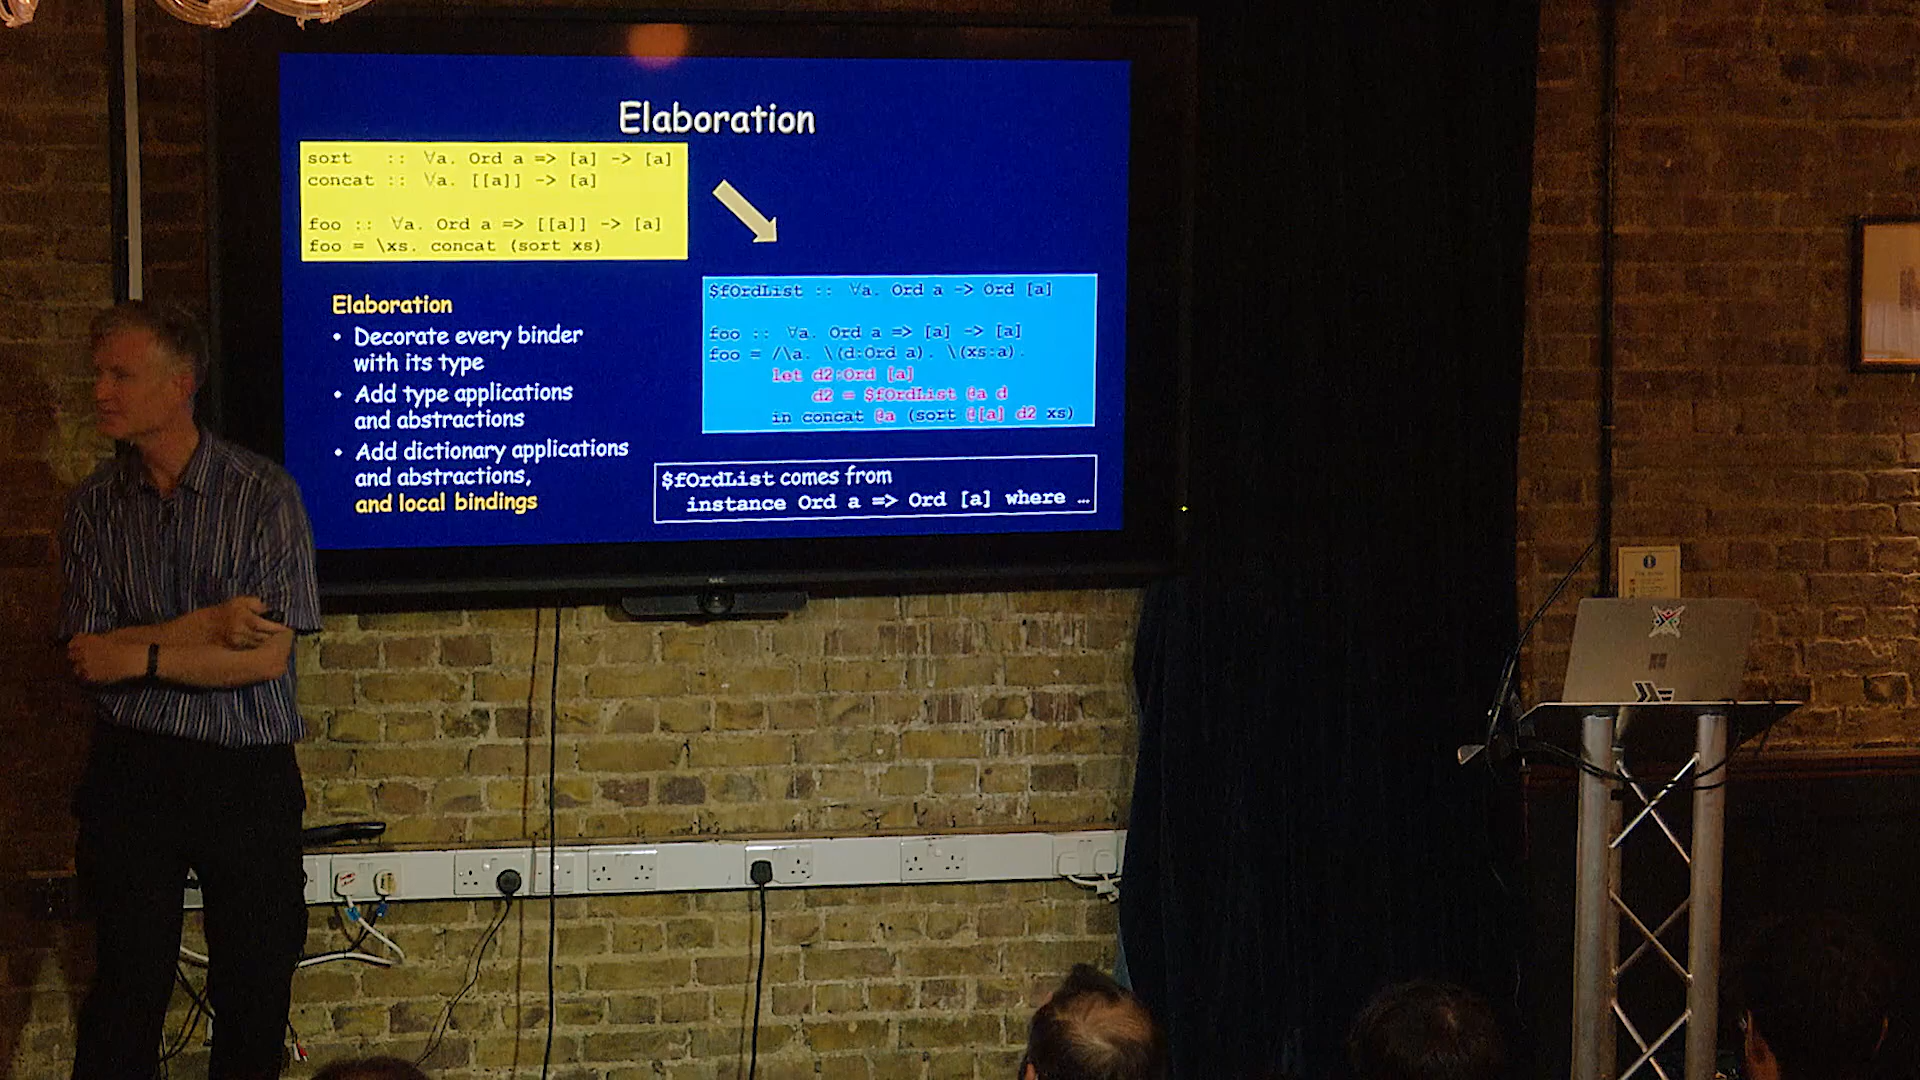 Elaboration
sort :: ∀a. Ord a => [a] -> [a]
concat :: ∀a. [[a]] -> [a]
foo :: ∀a. Ord a => [[a]] -> [a]
foo = \xs. concat (sort xs)
Elaboration
• Decorate every binder
with its type
• Add type applications
and abstractions
• Add dictionary applications
and abstractions,
and local bindings
$fOrdList :: ∀a. Ord a -> Ord [a]
foo :: ∀a. Ord a => [a] -> [a]
foo = /\a. \(d:Ord a). \(xs:a).
let d2:Ord [a]
d2 = $fOrdList @a d
in concat @a (sort @[a] d2 xs)
$fOrdList comes from
instance Ord a => Ord [a] where …
NEC